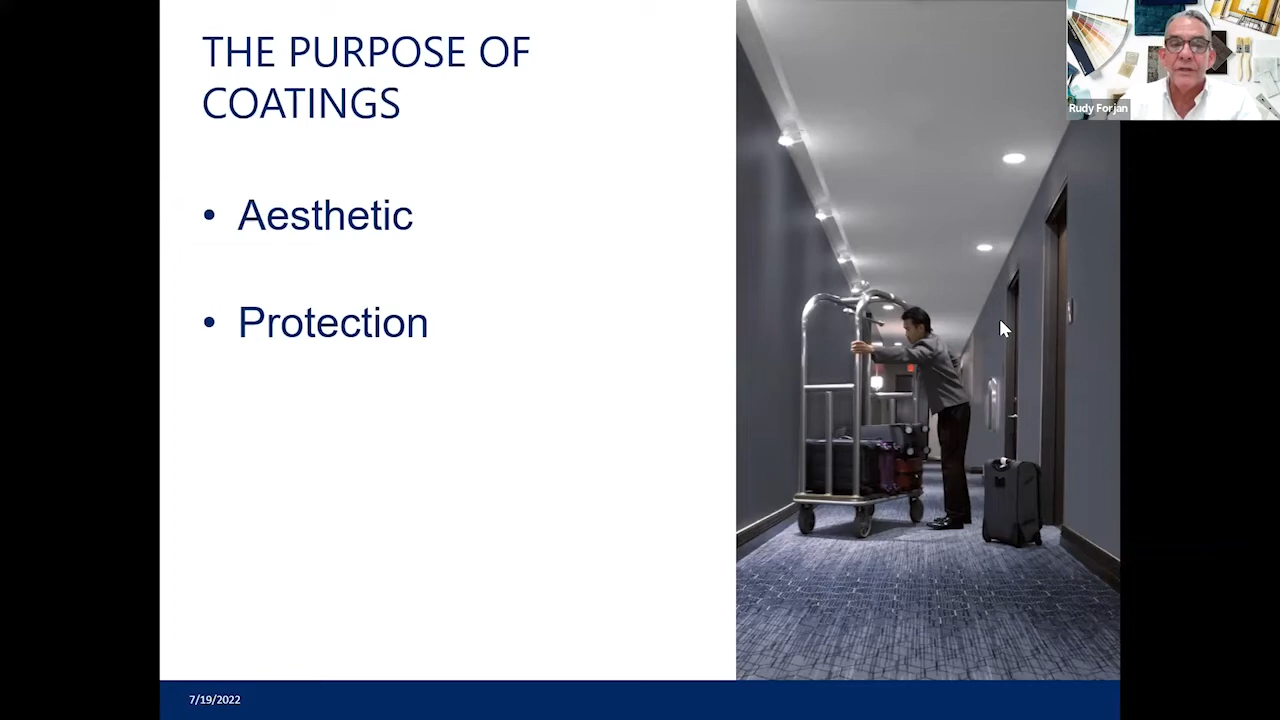 THE PURPOSE OF
COATINGS
• Aesthetic
• Protection
7/19/2022
Rudy Forjan